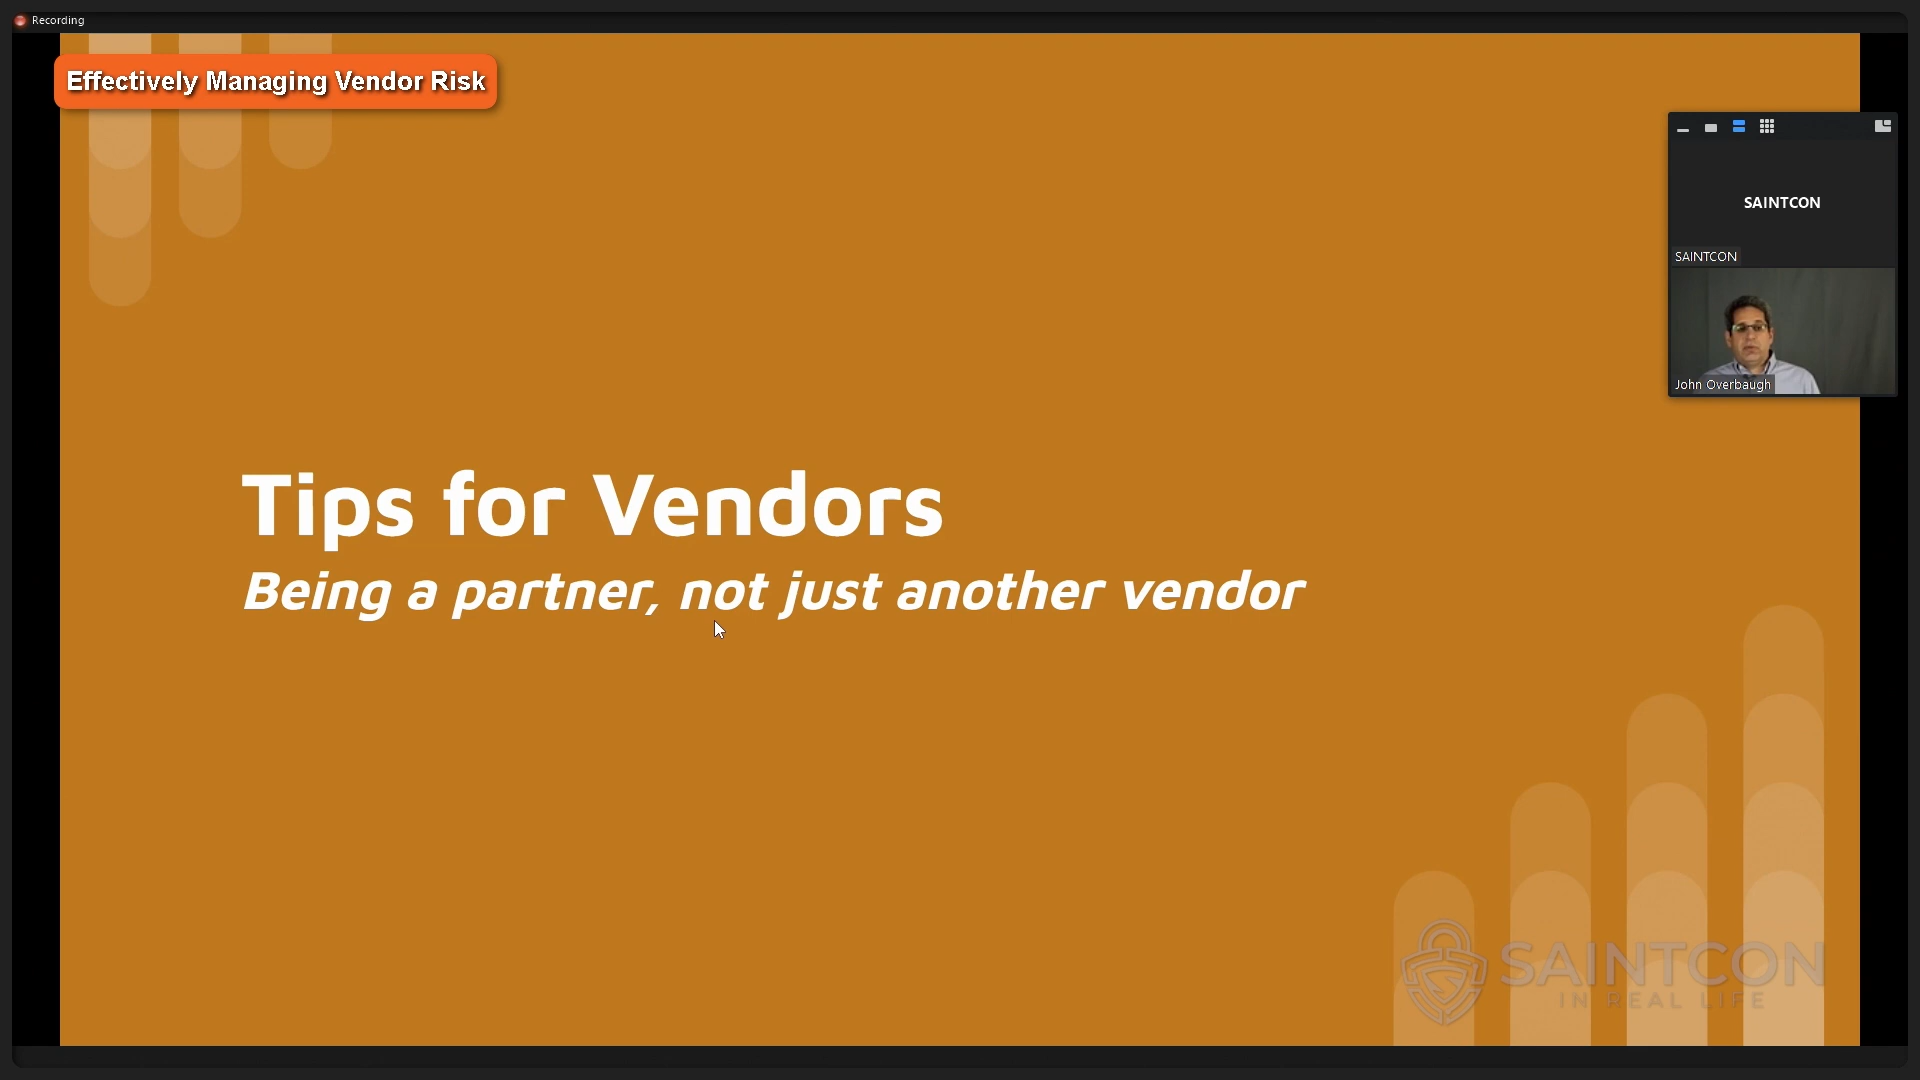 Recording
Effectively Managing Vendor Risk
SAINTCON
SAINTCON
John Overbaugh
Tips for Vendors
Being a partner, not just another vendor
SAINTCON
IN REAL LIFE